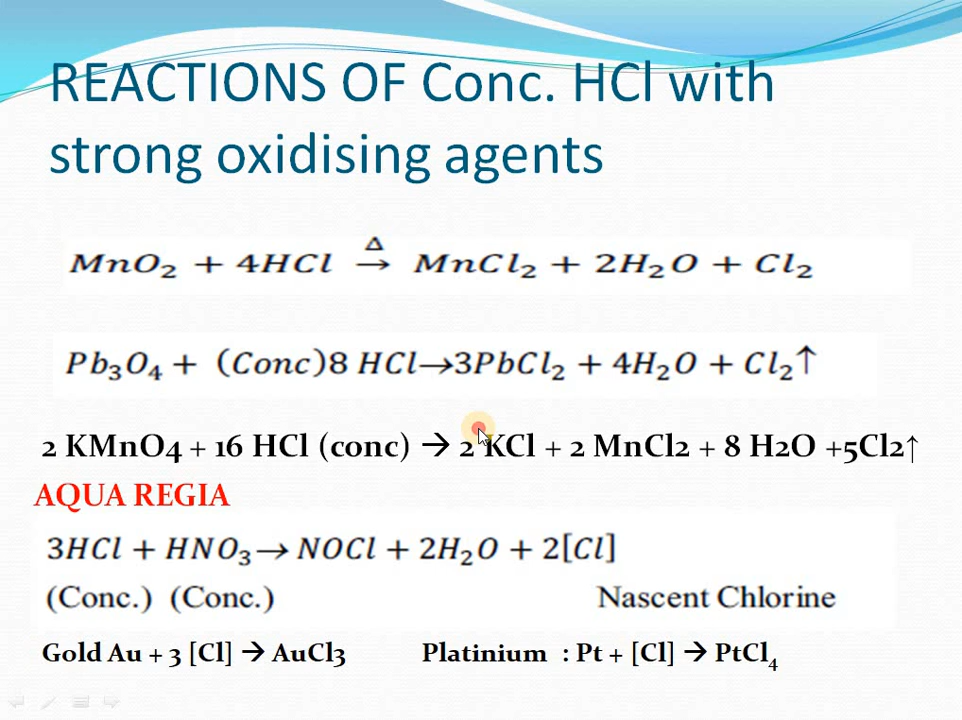 REACTIONS OF Conc. HCl with
strong oxidising agents
MnO₂ + 4HCl →^Δ MnCl₂ + 2H₂O + Cl₂
Pb₃O₄ + (Conc)8 HCl→3PbCl₂ + 4H₂O + Cl₂↑
2 KMnO4 + 16 HCl (conc) → 2 KCl + 2 MnCl2 + 8 H2O +5Cl2↑
AQUA REGIA
3HCl + HNO₃→ NOCl + 2H₂O + 2[Cl]
(Conc.) (Conc.) Nascent Chlorine
Gold Au + 3 [Cl] → AuCl3 Platinium : Pt + [Cl] → PtCl₄